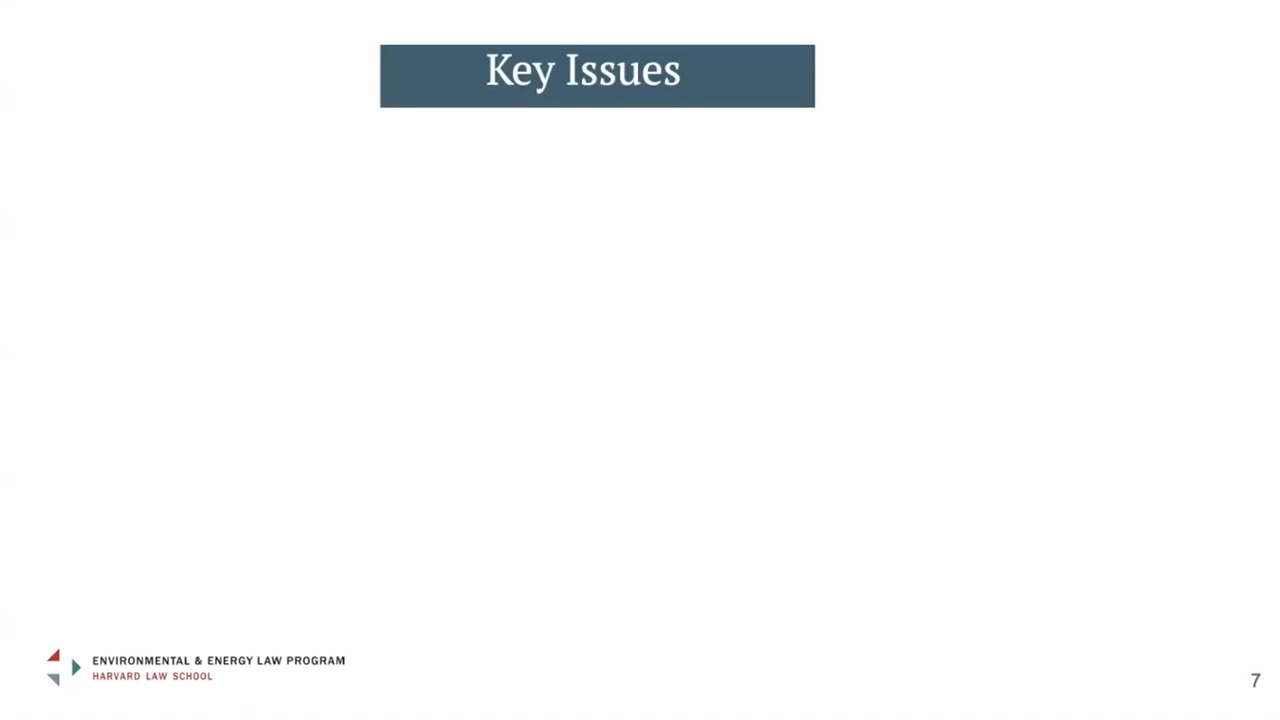 Key Issues
ENVIRONMENTAL & ENERGY LAW PROGRAM
HARVARD LAW SCHOOL
7